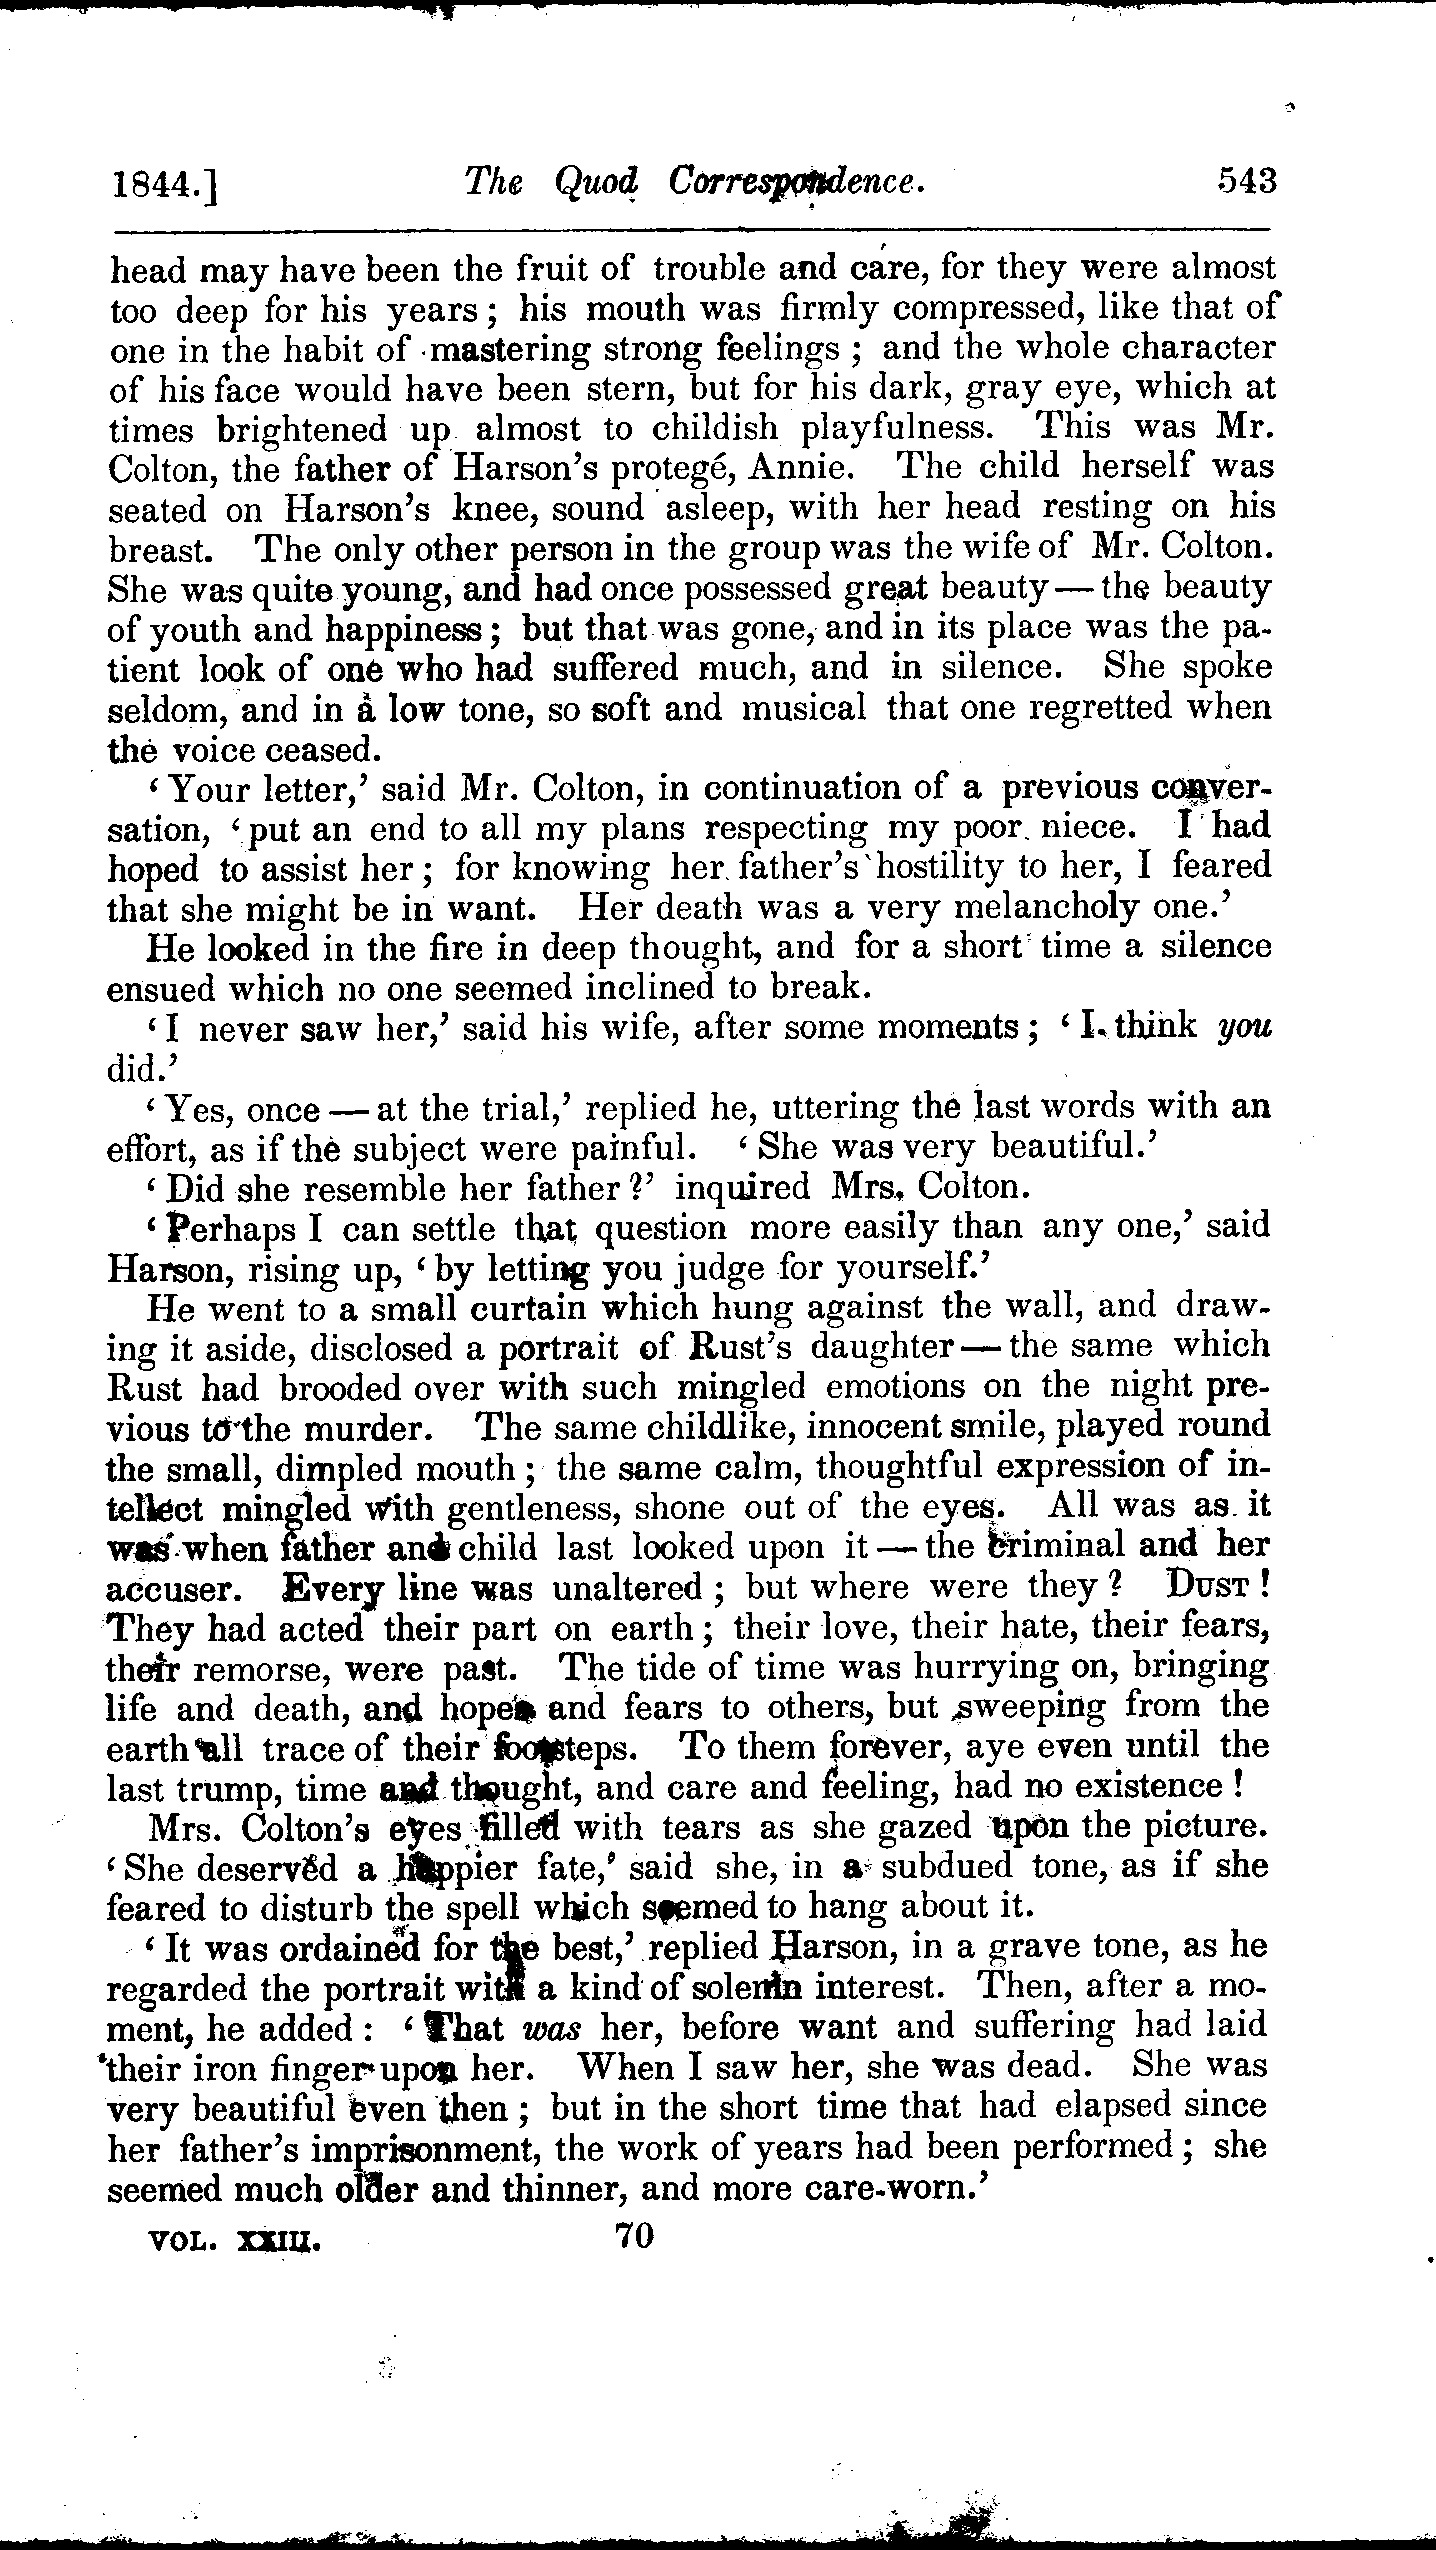 1844.] The Quod Correspondence. 543
head may have been the fruit of trouble and care, for they were almost
too deep for his years; his mouth was firmly compressed, like that of
one in the habit of mastering strong feelings; and the whole character
of his face would have been stern, but for his dark, gray eye, which at
times brightened up almost to childish playfulness. This was Mr.
Colton, the father of Harson's protegé, Annie. The child herself was
seated on Harson's knee, sound asleep, with her head resting on his
breast. The only other person in the group was the wife of Mr. Colton.
She was quite young, and had once possessed great beauty — the beauty
of youth and happiness; but that was gone, and in its place was the pa-
tient look of one who had suffered much, and in silence. She spoke
seldom, and in a low tone, so soft and musical that one regretted when
the voice ceased.
‘Your letter,’ said Mr. Colton, in continuation of a previous conver-
sation, ‘put an end to all my plans respecting my poor niece. I had
hoped to assist her; for knowing her father's hostility to her, I feared
that she might be in want. Her death was a very melancholy one.’
He looked in the fire in deep thought, and for a short time a silence
ensued which no one seemed inclined to break.
‘I never saw her,’ said his wife, after some moments; ‘I think you
did.’
‘Yes, once — at the trial,’ replied he, uttering the last words with an
effort, as if the subject were painful. ‘She was very beautiful.’
‘Did she resemble her father?’ inquired Mrs. Colton.
‘Perhaps I can settle that question more easily than any one,’ said
Harson, rising up, ‘by letting you judge for yourself.’
He went to a small curtain which hung against the wall, and draw-
ing it aside, disclosed a portrait of Rust's daughter — the same which
Rust had brooded over with such mingled emotions on the night pre-
vious to the murder. The same childlike, innocent smile, played round
the small, dimpled mouth; the same calm, thoughtful expression of in-
tellect mingled with gentleness, shone out of the eyes. All was as it
was when father and child last looked upon it — the criminal and her
accuser. Every line was unaltered; but where were they? DUST!
They had acted their part on earth; their love, their hate, their fears,
their remorse, were past. The tide of time was hurrying on, bringing
life and death, and hopes and fears to others, but sweeping from the
earth all trace of their footsteps. To them forever, aye even until the
last trump, time and thought, and care and feeling, had no existence!
Mrs. Colton's eyes filled with tears as she gazed upon the picture.
‘She deserved a happier fate,’ said she, in a subdued tone, as if she
feared to disturb the spell which seemed to hang about it.
‘It was ordained for the best,’ replied Harson, in a grave tone, as he
regarded the portrait with a kind of solemn interest. Then, after a mo-
ment, he added: ‘That was her, before want and suffering had laid
their iron finger upon her. When I saw her, she was dead. She was
very beautiful even then; but in the short time that had elapsed since
her father's imprisonment, the work of years had been performed; she
seemed much older and thinner, and more care-worn.’
VOL. XXIII. 70